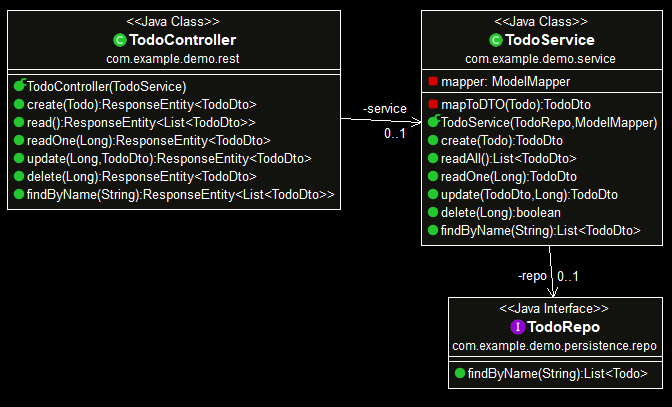 <<Java Class>>
TodoController
com.example.demo.rest
TodoController(TodoService)
create(Todo):ResponseEntity<TodoDto>
read():ResponseEntity<List<TodoDto>>
readOne(Long):ResponseEntity<TodoDto>
update(Long,TodoDto):ResponseEntity<TodoDto>
delete(Long):ResponseEntity<TodoDto>
findByName(String):ResponseEntity<List<TodoDto>>
-service
0..1
<<Java Class>>
TodoService
com.example.demo.service
mapper: ModelMapper
mapToDTO(Todo):TodoDto
TodoService(TodoRepo,ModelMapper)
create(Todo):TodoDto
readAll():List<TodoDto>
readOne(Long):TodoDto
update(TodoDto,Long):TodoDto
delete(Long):boolean
findByName(String):List<TodoDto>
-repo
0..1
<<Java Interface>>
TodoRepo
com.example.demo.persistence.repo
findByName(String):List<Todo>